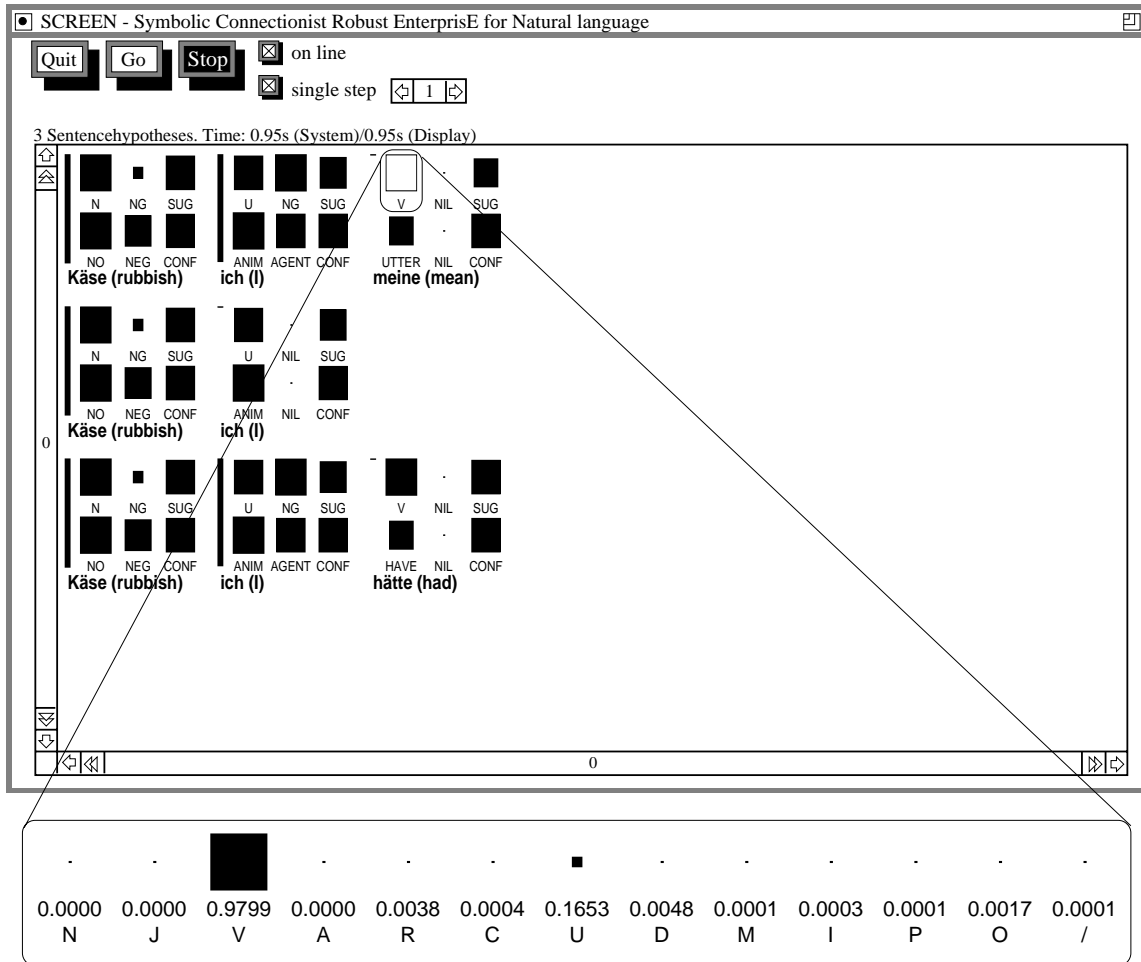 SCREEN - Symbolic Connectionist Robust EnterprisE for Natural language
Quit Go Stop on line
single step 1
3 Sentencehypotheses. Time: 0.95s (System)/0.95s (Display)
N NG SUG U NG SUG V NIL SUG
NO NEG CONF ANIM AGENT CONF UTTER NIL CONF
Käse (rubbish) ich (I) meine (mean)
N NG SUG U NIL SUG
NO NEG CONF ANIM NIL CONF
Käse (rubbish) ich (I)
0
N NG SUG U NG SUG V NIL SUG
NO NEG CONF ANIM AGENT CONF HAVE NIL CONF
Käse (rubbish) ich (I) hätte (had)
0
0.0000 0.0000 0.9799 0.0000 0.0038 0.0004 0.1653 0.0048 0.0001 0.0003 0.0001 0.0017 0.0001
N J V A R C U D M I P O /